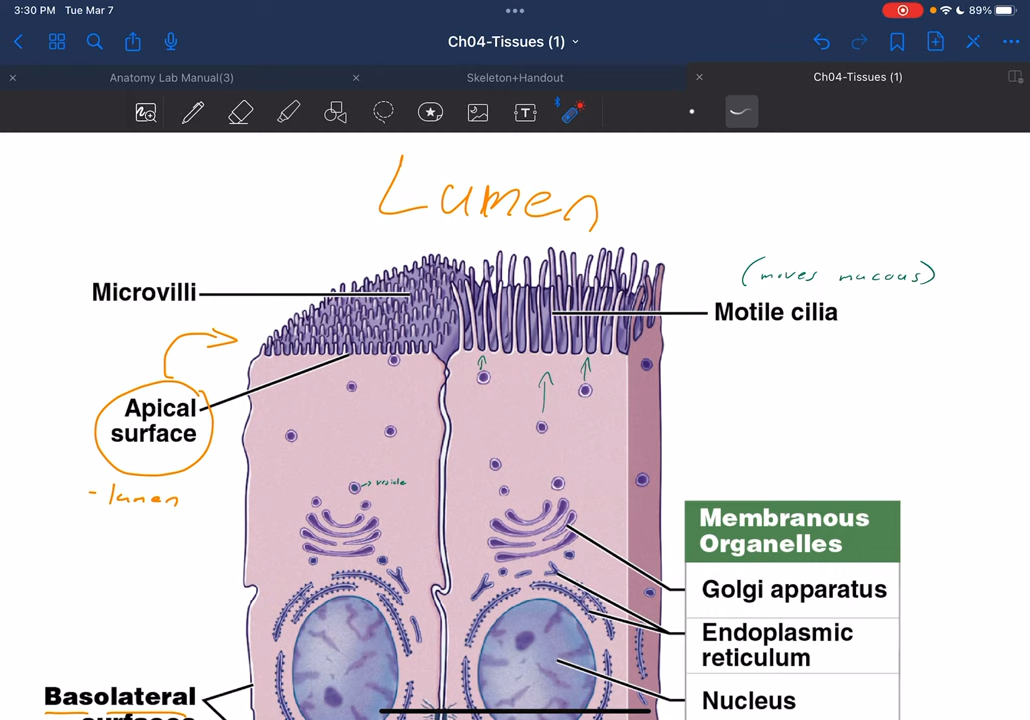 3:30 PM Tue Mar 7
89%
Ch04-Tissues (1)
Anatomy Lab Manual(3)
Skeleton+Handout
Ch04-Tissues (1)
Lumen
(moves mucous)
Microvilli
Motile cilia
Apical
surface
- lumen
vesicle
Membranous
Organelles
Golgi apparatus
Endoplasmic
reticulum
Nucleus
Basolateral
surfaces